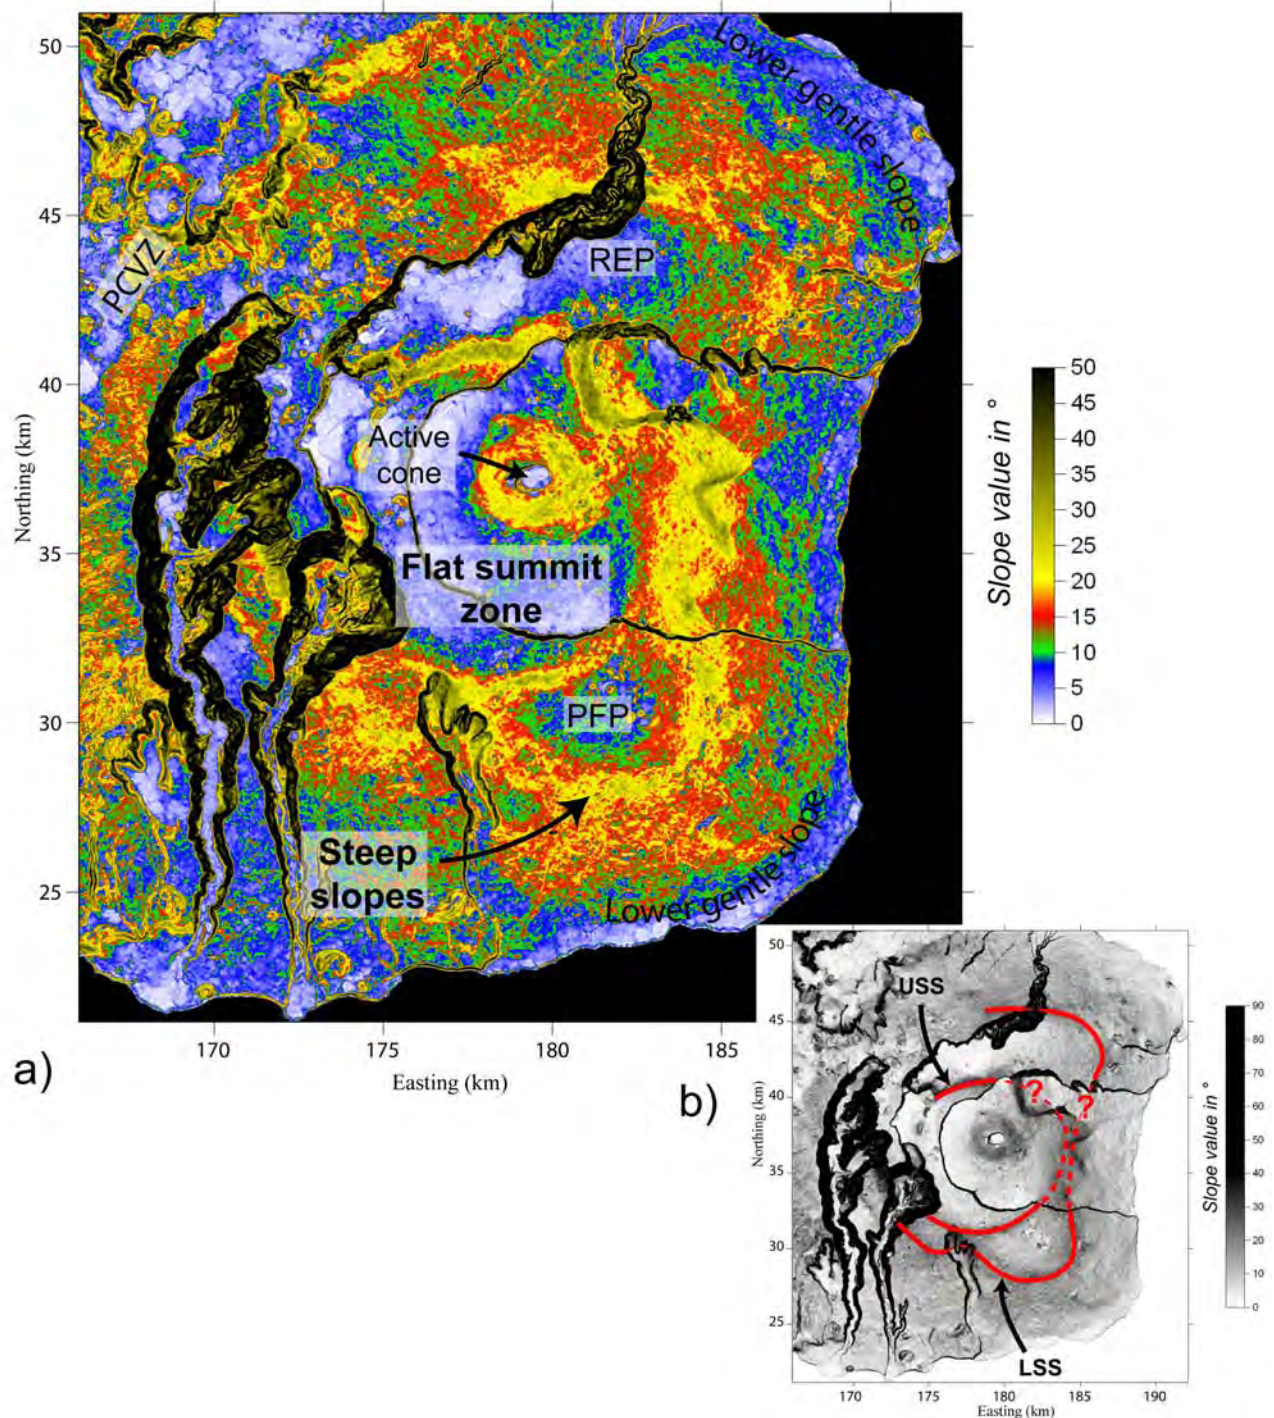 50
45
40
35
30
25
Northing (km)
170
175
180
185
Easting (km)
a)
PCVZ
REP
Lower gentle slope
Active
cone
Flat summit
zone
PFP
Steep
slopes
Lower gentle slope
Slope value in °
50
45
40
35
30
25
20
15
10
5
0
b)
50
45
40
35
30
25
Northing (km)
170
175
180
185
190
Easting (km)
USS
?
?
LSS
Slope value in °
90
80
70
60
50
40
30
20
10
0